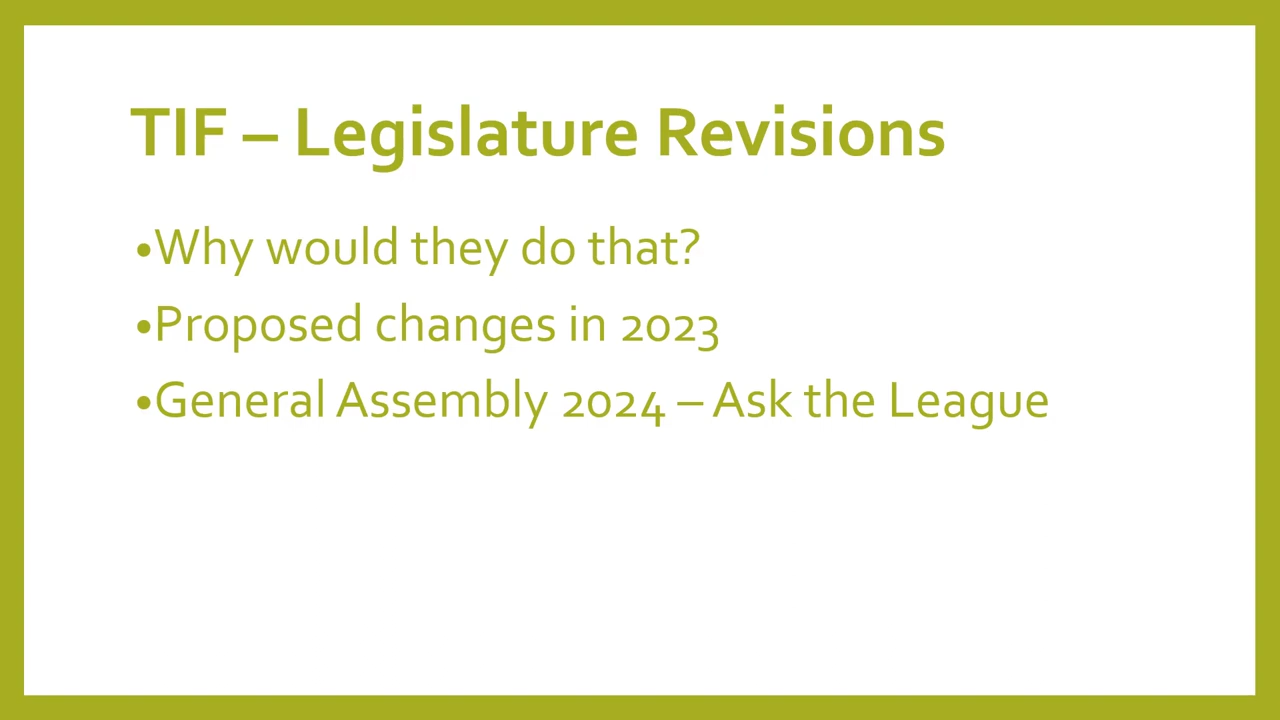 TIF – Legislature Revisions
•Why would they do that?
•Proposed changes in 2023
•General Assembly 2024 – Ask the League